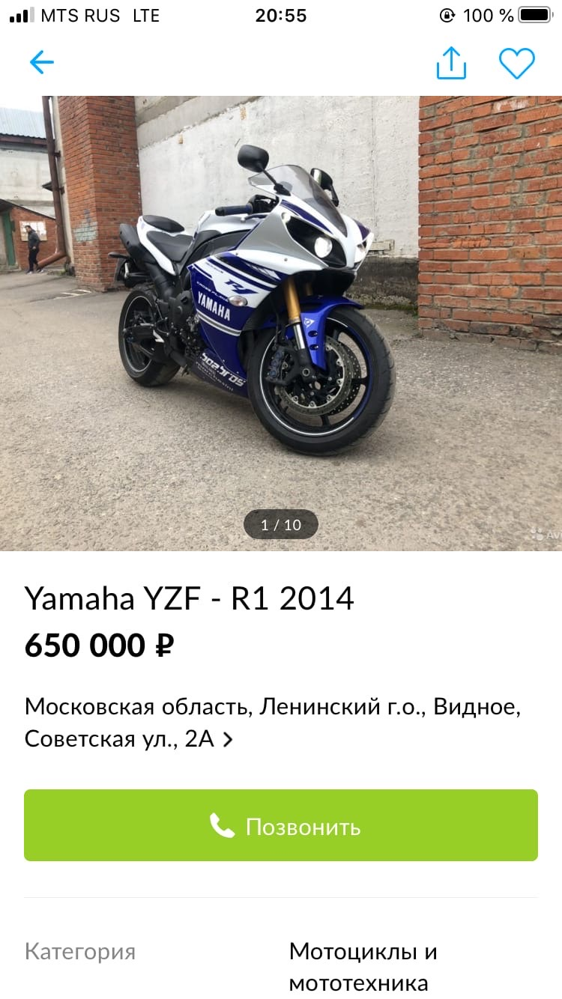 MTS RUS LTE 20:55 100 %
R1
YAMAHA
1 / 10
Yamaha YZF - R1 2014
650 000 ₽
Московская область, Ленинский г.о., Видное,
Советская ул., 2А
Позвонить
Категория Мотоциклы и
мототехника